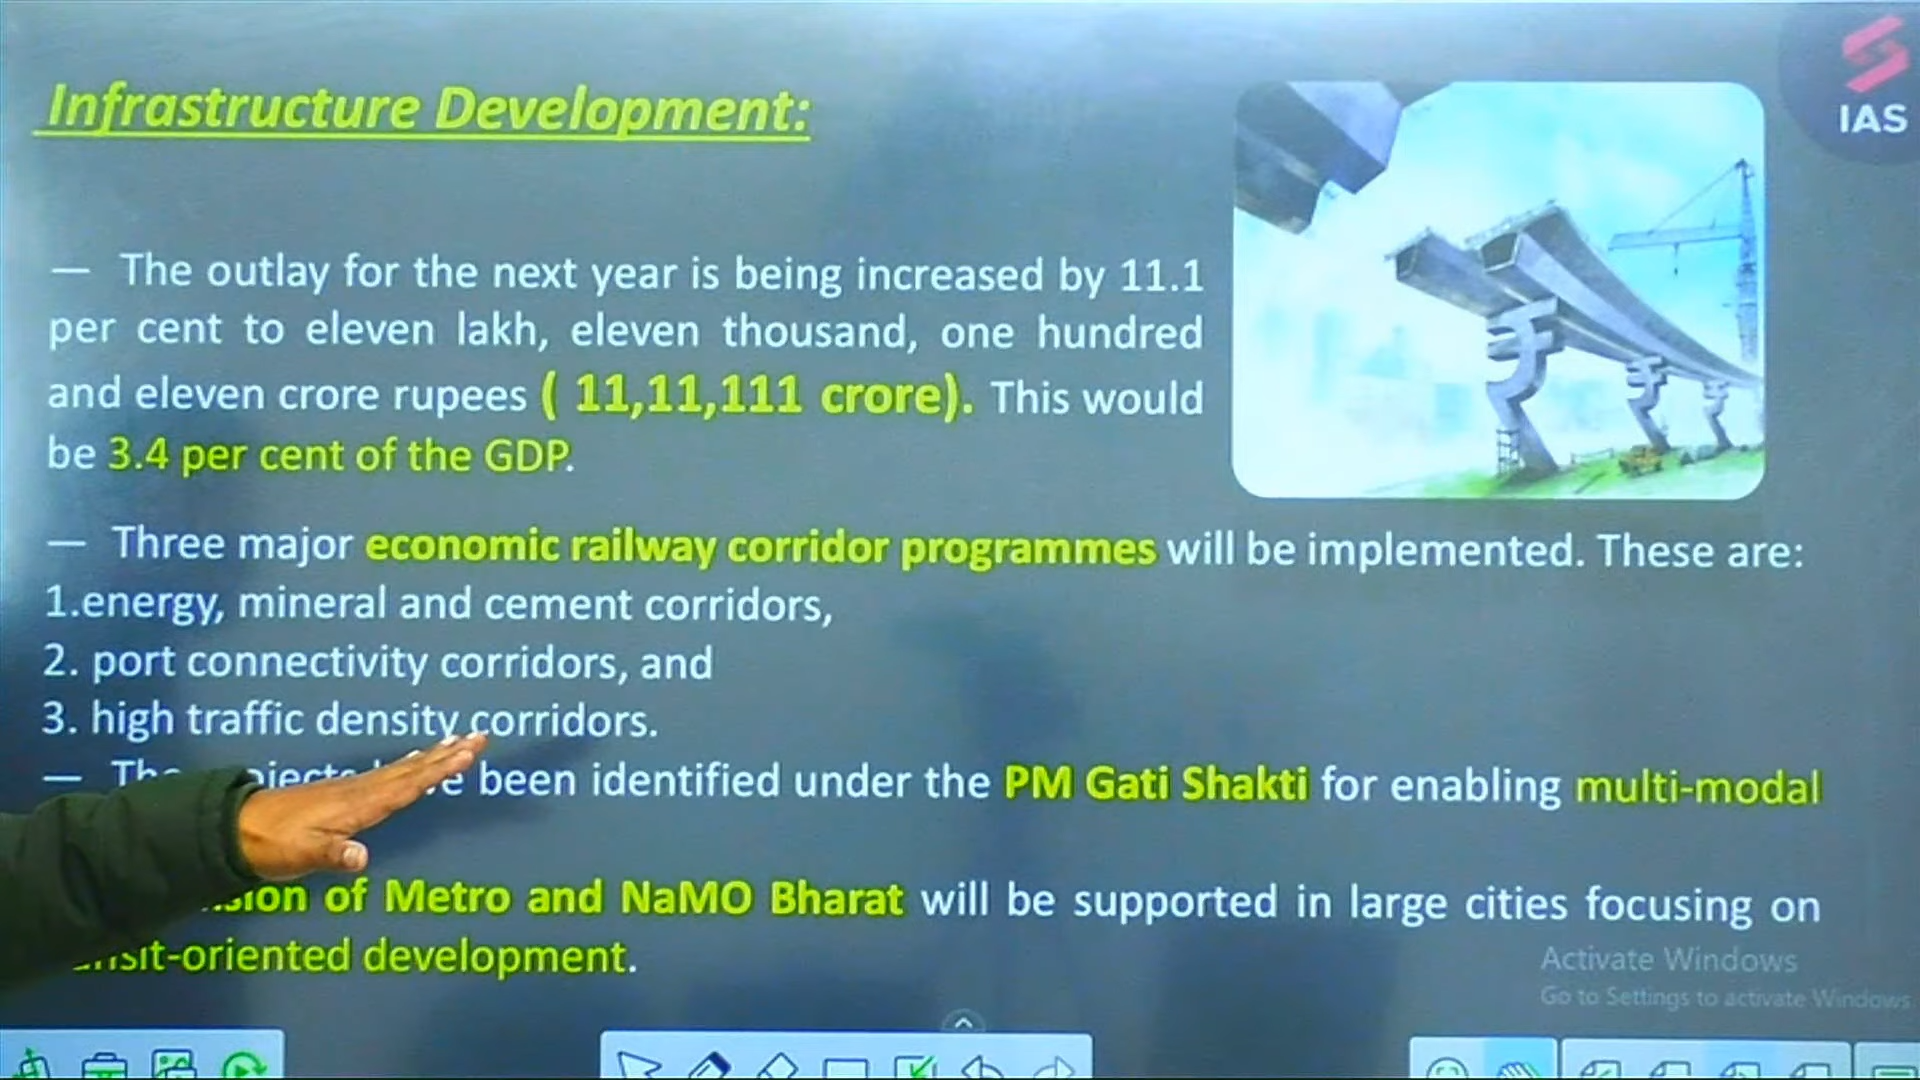 Infrastructure Development:
IAS
— The outlay for the next year is being increased by 11.1
per cent to eleven lakh, eleven thousand, one hundred
and eleven crore rupees ( 11,11,111 crore). This would
be 3.4 per cent of the GDP.
— Three major economic railway corridor programmes will be implemented. These are:
1.energy, mineral and cement corridors,
2. port connectivity corridors, and
3. high traffic density corridors.
— been identified under the PM Gati Shakti for enabling multi-modal
of Metro and NaMO Bharat will be supported in large cities focusing on
development.
Activate Windows
Go to Settings to activate Windows.